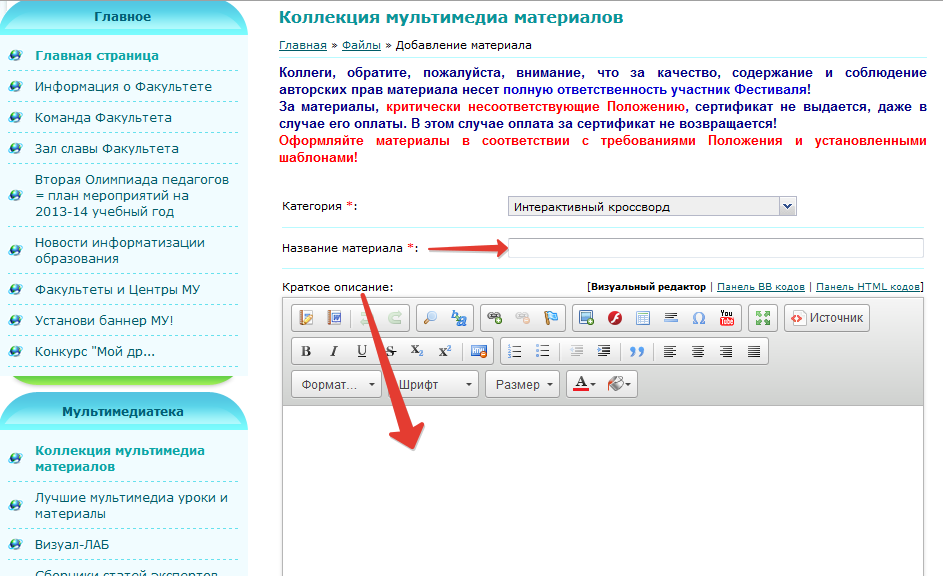 Главное
Главная страница
Информация о Факультете
Команда Факультета
Зал славы Факультета
Вторая Олимпиада педагогов
= план мероприятий на
2013-14 учебный год
Новости информатизации
образования
Факультеты и Центры МУ
Установи баннер МУ!
Конкурс "Мой др...
Мультимедиатека
Коллекция мультимедиа
материалов
Лучшие мультимедиа уроки и
материалы
Визуал-ЛАБ
Сборники статей экспертов
Коллекция мультимедиа материалов
Главная » Файлы » Добавление материала
Коллеги, обратите, пожалуйста, внимание, что за качество, содержание и соблюдение
авторских прав материала несет полную ответственность участник Фестиваля!
За материалы, критически несоответствующие Положению, сертификат не выдается, даже в
случае его оплаты. В этом случае оплата за сертификат не возвращается!
Оформляйте материалы в соответствии с требованиями Положения и установленными
шаблонами!
Категория *:
Интерактивный кроссворд
Название материала *:
Краткое описание:
[Визуальный редактор | Панель BB кодов | Панель HTML кодов]
You Tube
Источник
B I U S X₂ X²
Формат... Шрифт Размер A